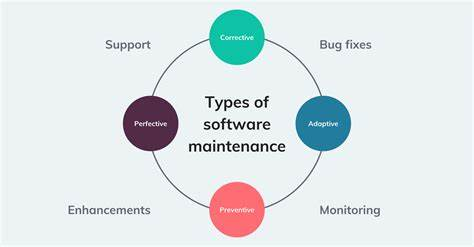 Corrective
Support
Bug fixes
Types of
software
maintenance
Perfective
Adaptive
Enhancements
Preventive
Monitoring